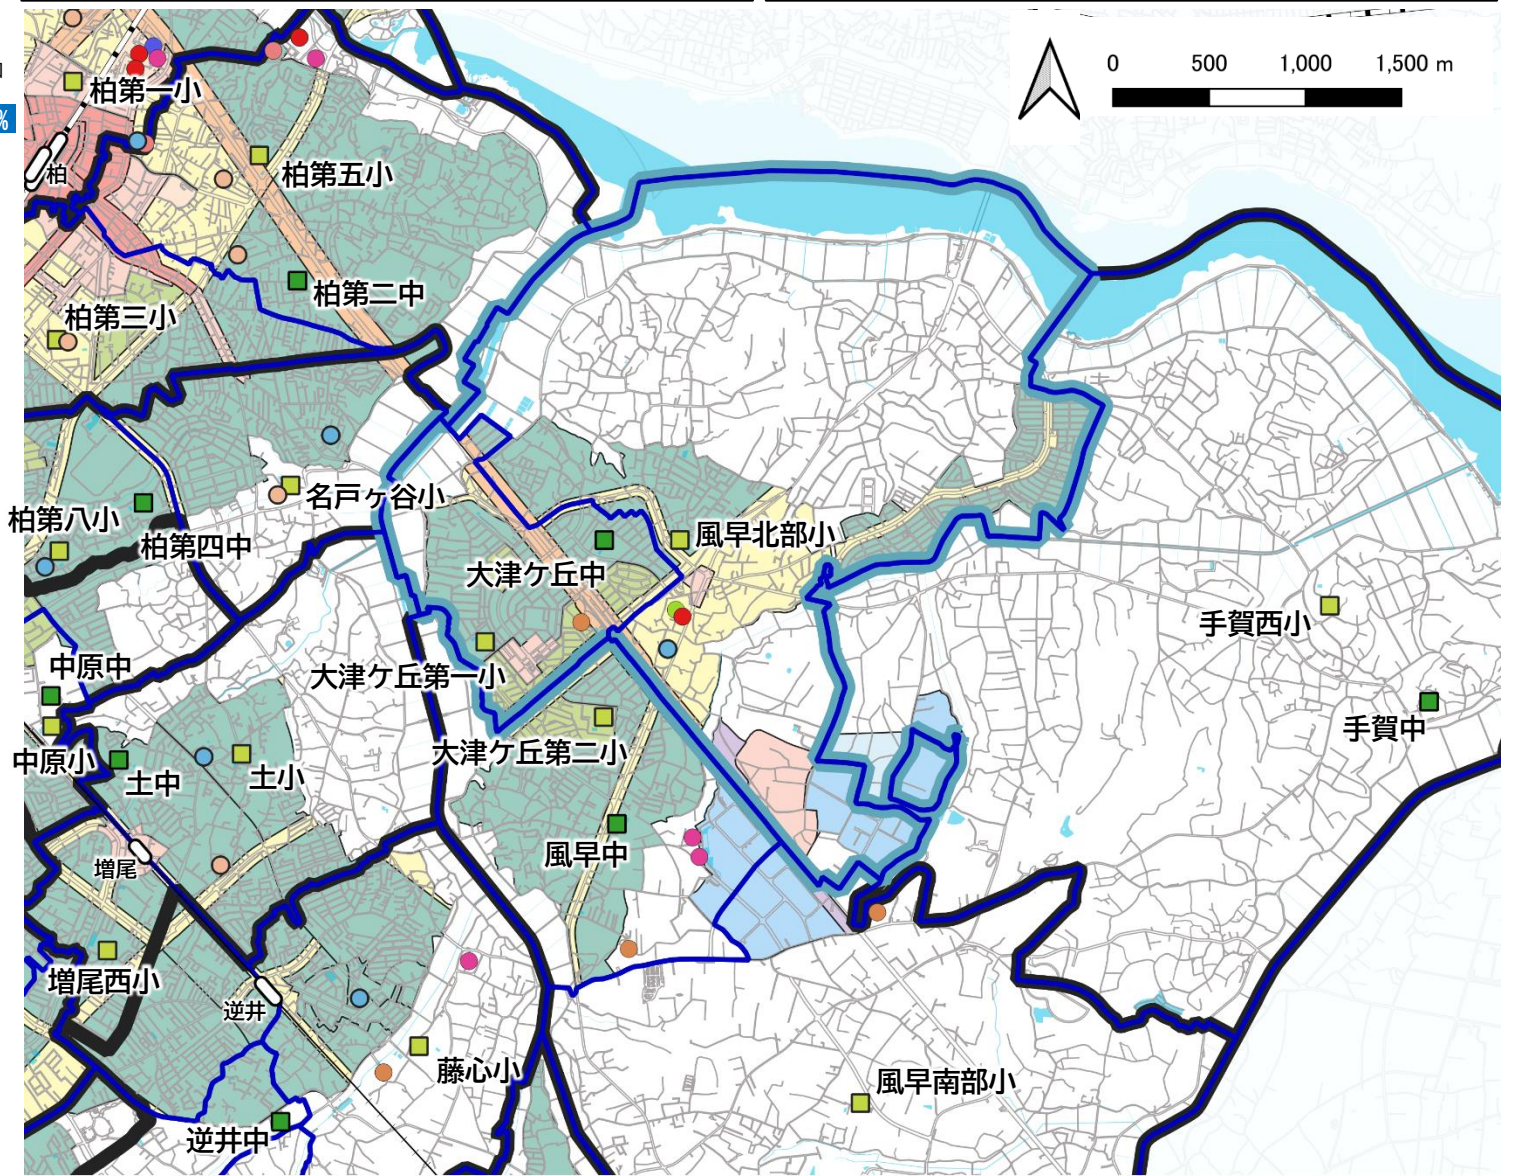 0 500 1,000 1,500 m
%
柏第一小
柏
柏第五小
柏第二中
柏第三小
名戸ヶ谷小
柏第八小
柏第四中
風早北部小
大津ケ丘中
手賀西小
中原中
大津ケ丘第一小
手賀中
大津ケ丘第二小
中原小
土中
土小
風早中
増尾
増尾西小
逆井
藤心小
風早南部小
逆井中